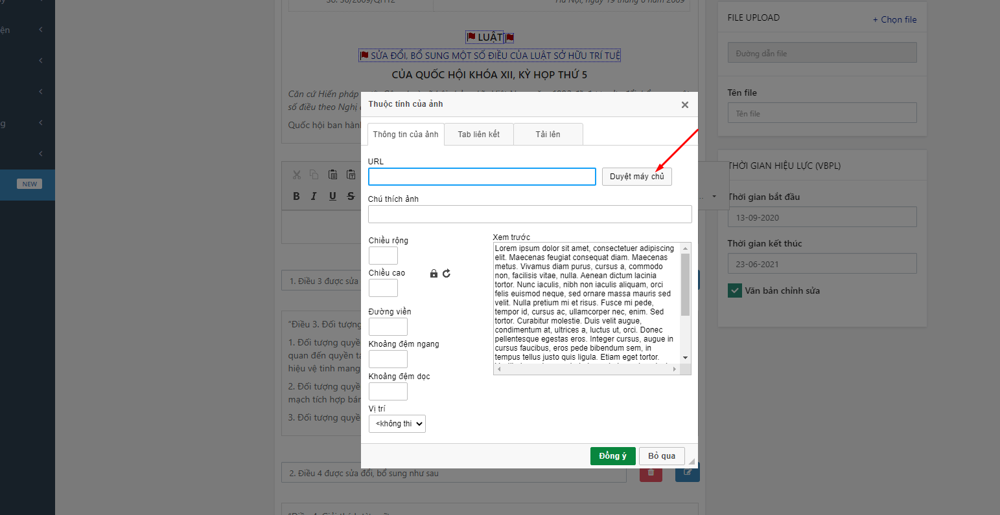 ện
g
NEW
Số: 36/2009/QH12
Hà Nội, ngày 19 tháng 6 năm 2009
LUẬT
SỬA ĐỔI, BỔ SUNG MỘT SỐ ĐIỀU CỦA LUẬT SỞ HỮU TRÍ TUỆ
CỦA QUỐC HỘI KHÓA XII, KỲ HỌP THỨ 5
Căn cứ Hiến pháp
số điều theo Nghị
Quốc hội ban hàn
B I U S
1. Điều 3 được sửa
“Điều 3. Đối tượng
1. Đối tượng quyề
quan đến quyền tá
hiệu vệ tinh mang
2. Đối tượng quyề
mạch tích hợp bán
3. Đối tượng quyề
2. Điều 4 được sửa đổi, bổ sung như sau
Thuộc tính của ảnh
Thông tin của ảnh
Tab liên kết
Tải lên
URL
Duyệt máy chủ
Chú thích ảnh
Chiều rộng
Chiều cao
Đường viền
Khoảng đệm ngang
Khoảng đệm dọc
Vị trí
<không thi
Xem trước
Lorem ipsum dolor sit amet, consectetuer adipiscing
elit. Maecenas feugiat consequat diam. Maecenas
metus. Vivamus diam purus, cursus a, commodo
non, facilisis vitae, nulla. Aenean dictum lacinia
tortor. Nunc iaculis, nibh non iaculis aliquam, orci
felis euismod neque, sed ornare massa mauris sed
velit. Nulla pretium mi et risus. Fusce mi pede,
tempor id, cursus ac, ullamcorper nec, enim. Sed
tortor. Curabitur molestie. Duis velit augue,
condimentum at, ultrices a, luctus ut, orci. Donec
pellentesque egestas eros. Integer cursus, augue in
cursus faucibus, eros pede bibendum sem, in
tempus tellus justo quis ligula. Etiam eget tortor.
Đồng ý
Bỏ qua
FILE UPLOAD
+ Chọn file
Đường dẫn file
Tên file
Tên file
THỜI GIAN HIỆU LỰC (VBPL)
Thời gian bắt đầu
13-09-2020
Thời gian kết thúc
23-06-2021
Văn bản chỉnh sửa